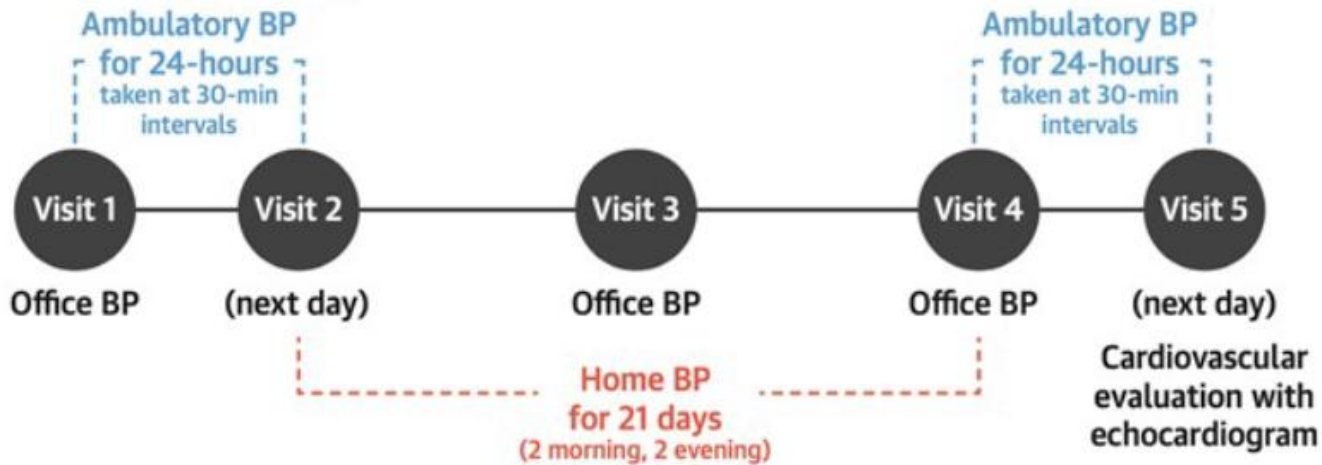 Ambulatory BP
for 24-hours
taken at 30-min
intervals
Ambulatory BP
for 24-hours
taken at 30-min
intervals
Visit 1
Visit 2
Visit 3
Visit 4
Visit 5
Office BP
(next day)
Office BP
Office BP
(next day)
Cardiovascular
evaluation with
echocardiogram
Home BP
for 21 days
(2 morning, 2 evening)